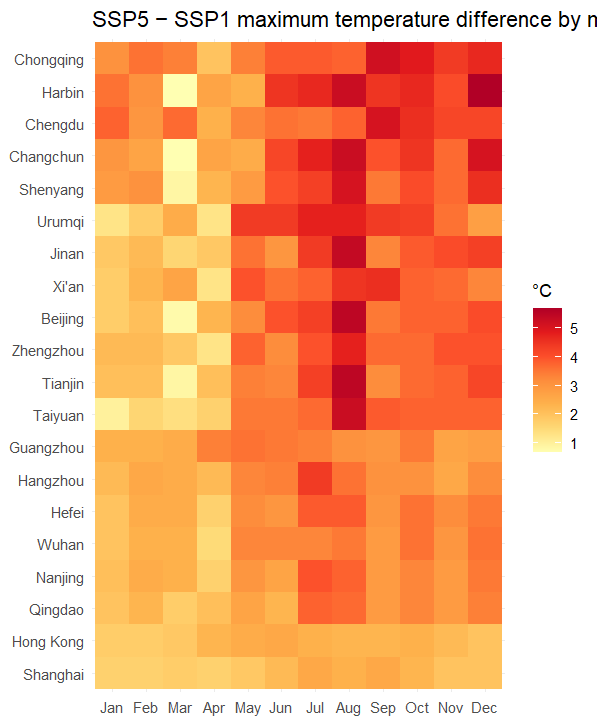 SSP5 − SSP1 maximum temperature difference by n
Chongqing
Harbin
Chengdu
Changchun
Shenyang
Urumqi
Jinan
Xi'an
Beijing
Zhengzhou
Tianjin
Taiyuan
Guangzhou
Hangzhou
Hefei
Wuhan
Nanjing
Qingdao
Hong Kong
Shanghai
Jan Feb Mar Apr May Jun Jul Aug Sep Oct Nov Dec
°C
5
4
3
2
1